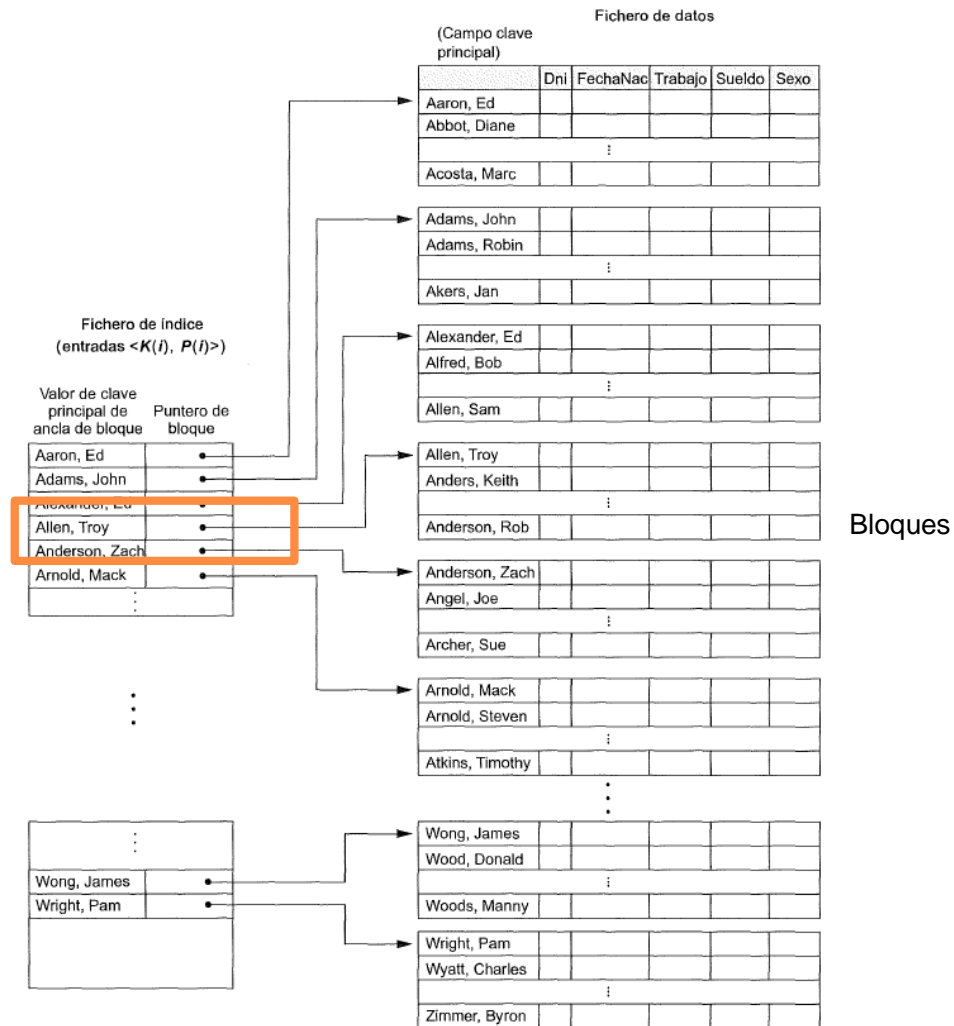 Fichero de datos
(Campo clave
principal)
Dni FechaNac Trabajo Sueldo Sexo
Aaron, Ed
Abbot, Diane
Acosta, Marc
Adams, John
Adams, Robin
Akers, Jan
Alexander, Ed
Alfred, Bob
Allen, Sam
Allen, Troy
Anders, Keith
Anderson, Rob
Anderson, Zach
Angel, Joe
Archer, Sue
Arnold, Mack
Arnold, Steven
Atkins, Timothy
Wong, James
Wood, Donald
Woods, Manny
Wright, Pam
Wyatt, Charles
Zimmer, Byron
Fichero de índice
(entradas <K(i), P(i)>)
Valor de clave
principal de
ancla de bloque
Puntero de
bloque
Aaron, Ed
Adams, John
Alexander, Ed
Allen, Troy
Anderson, Zach
Arnold, Mack
Wong, James
Wright, Pam
Bloques